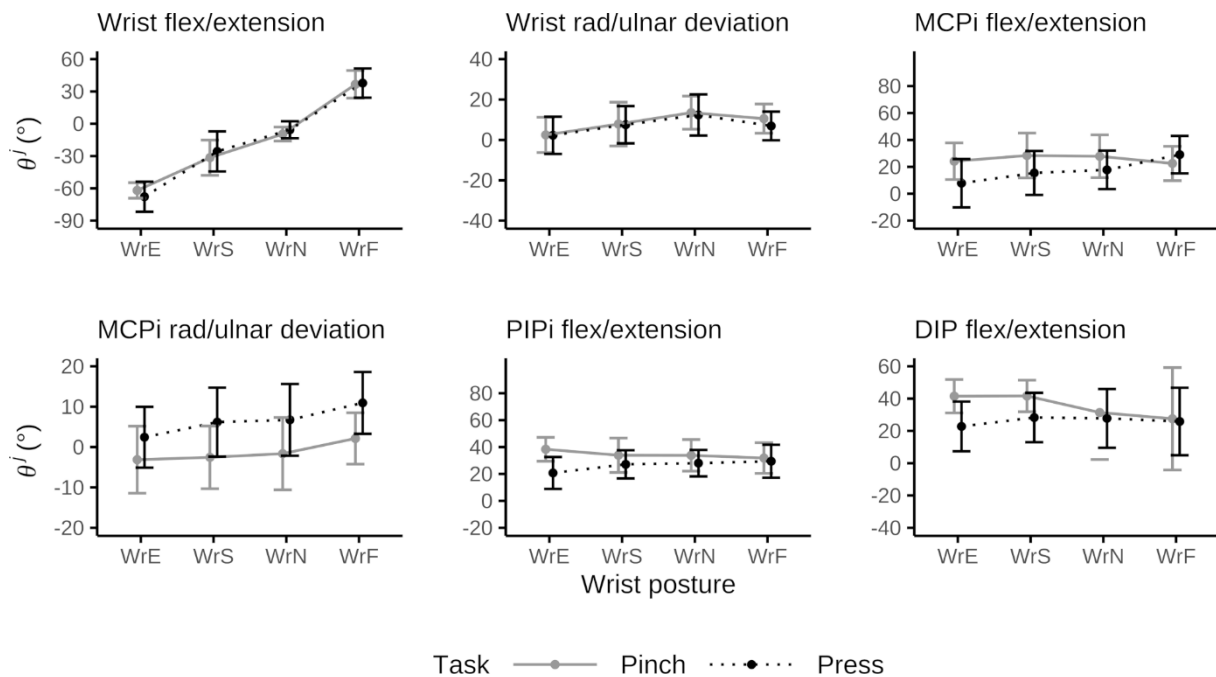 Wrist flex/extension
60
30
0
-30
-60
-90
θʲ (°)
WrE WrS WrN WrF
Wrist rad/ulnar deviation
40
20
0
-20
-40
WrE WrS WrN WrF
MCPi flex/extension
80
60
40
20
0
-20
WrE WrS WrN WrF
MCPi rad/ulnar deviation
20
10
0
-10
-20
θʲ (°)
WrE WrS WrN WrF
PIPi flex/extension
80
60
40
20
0
-20
WrE WrS WrN WrF
DIP flex/extension
60
40
20
0
-20
-40
WrE WrS WrN WrF
Wrist posture
Task Pinch Press